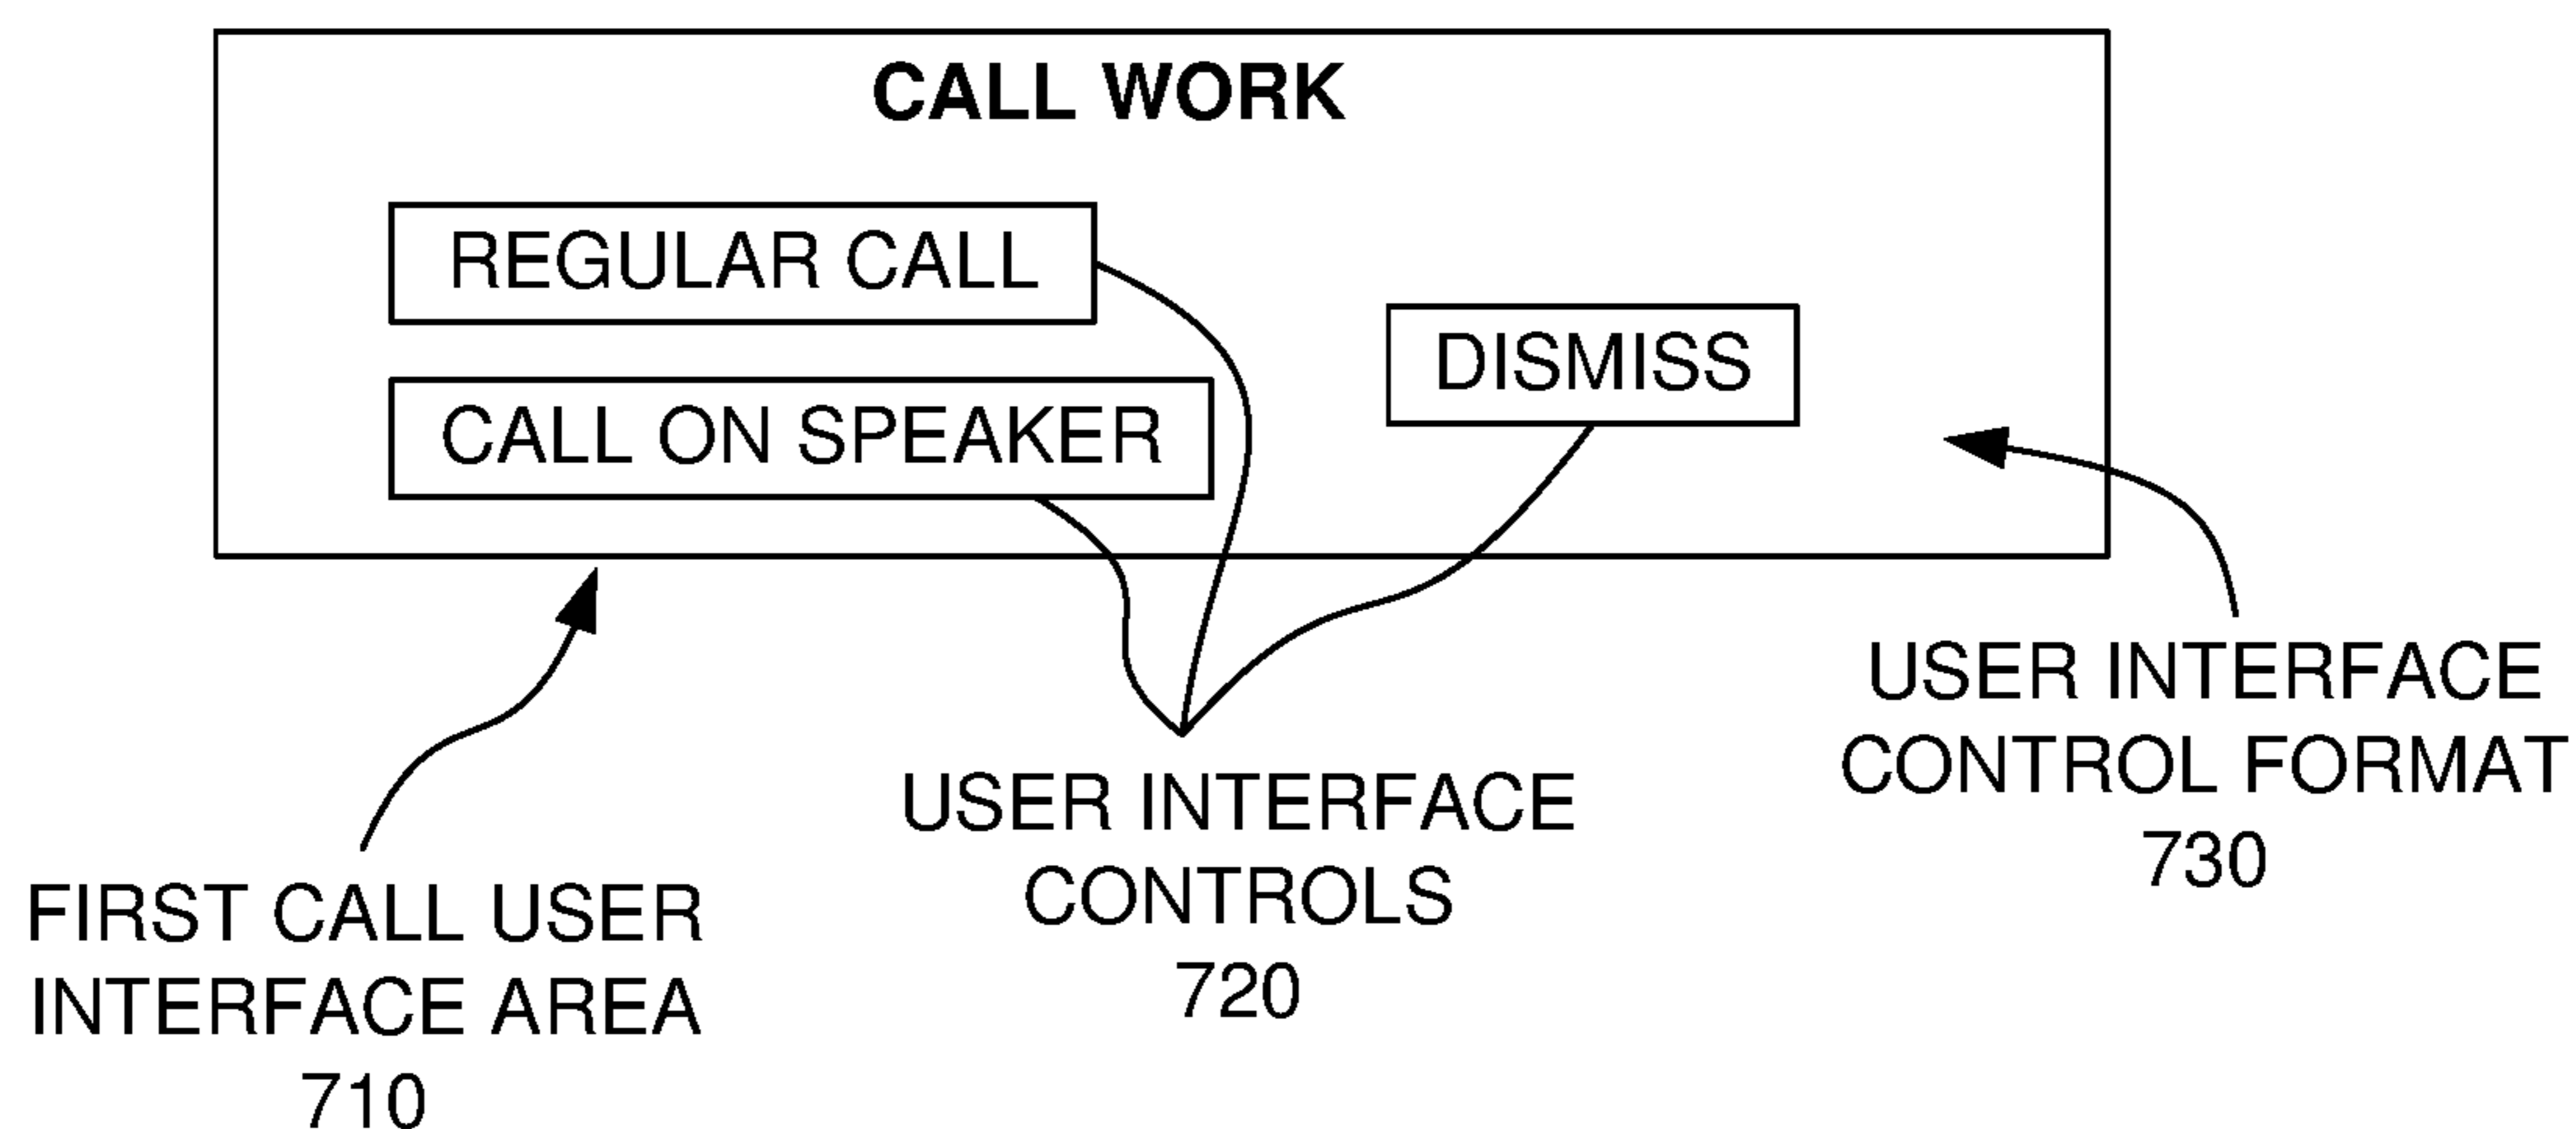 CALL WORK
REGULAR CALL
DISMISS
CALL ON SPEAKER
USER INTERFACE
CONTROL FORMAT
730
USER INTERFACE
CONTROLS
720
FIRST CALL USER
INTERFACE AREA
710